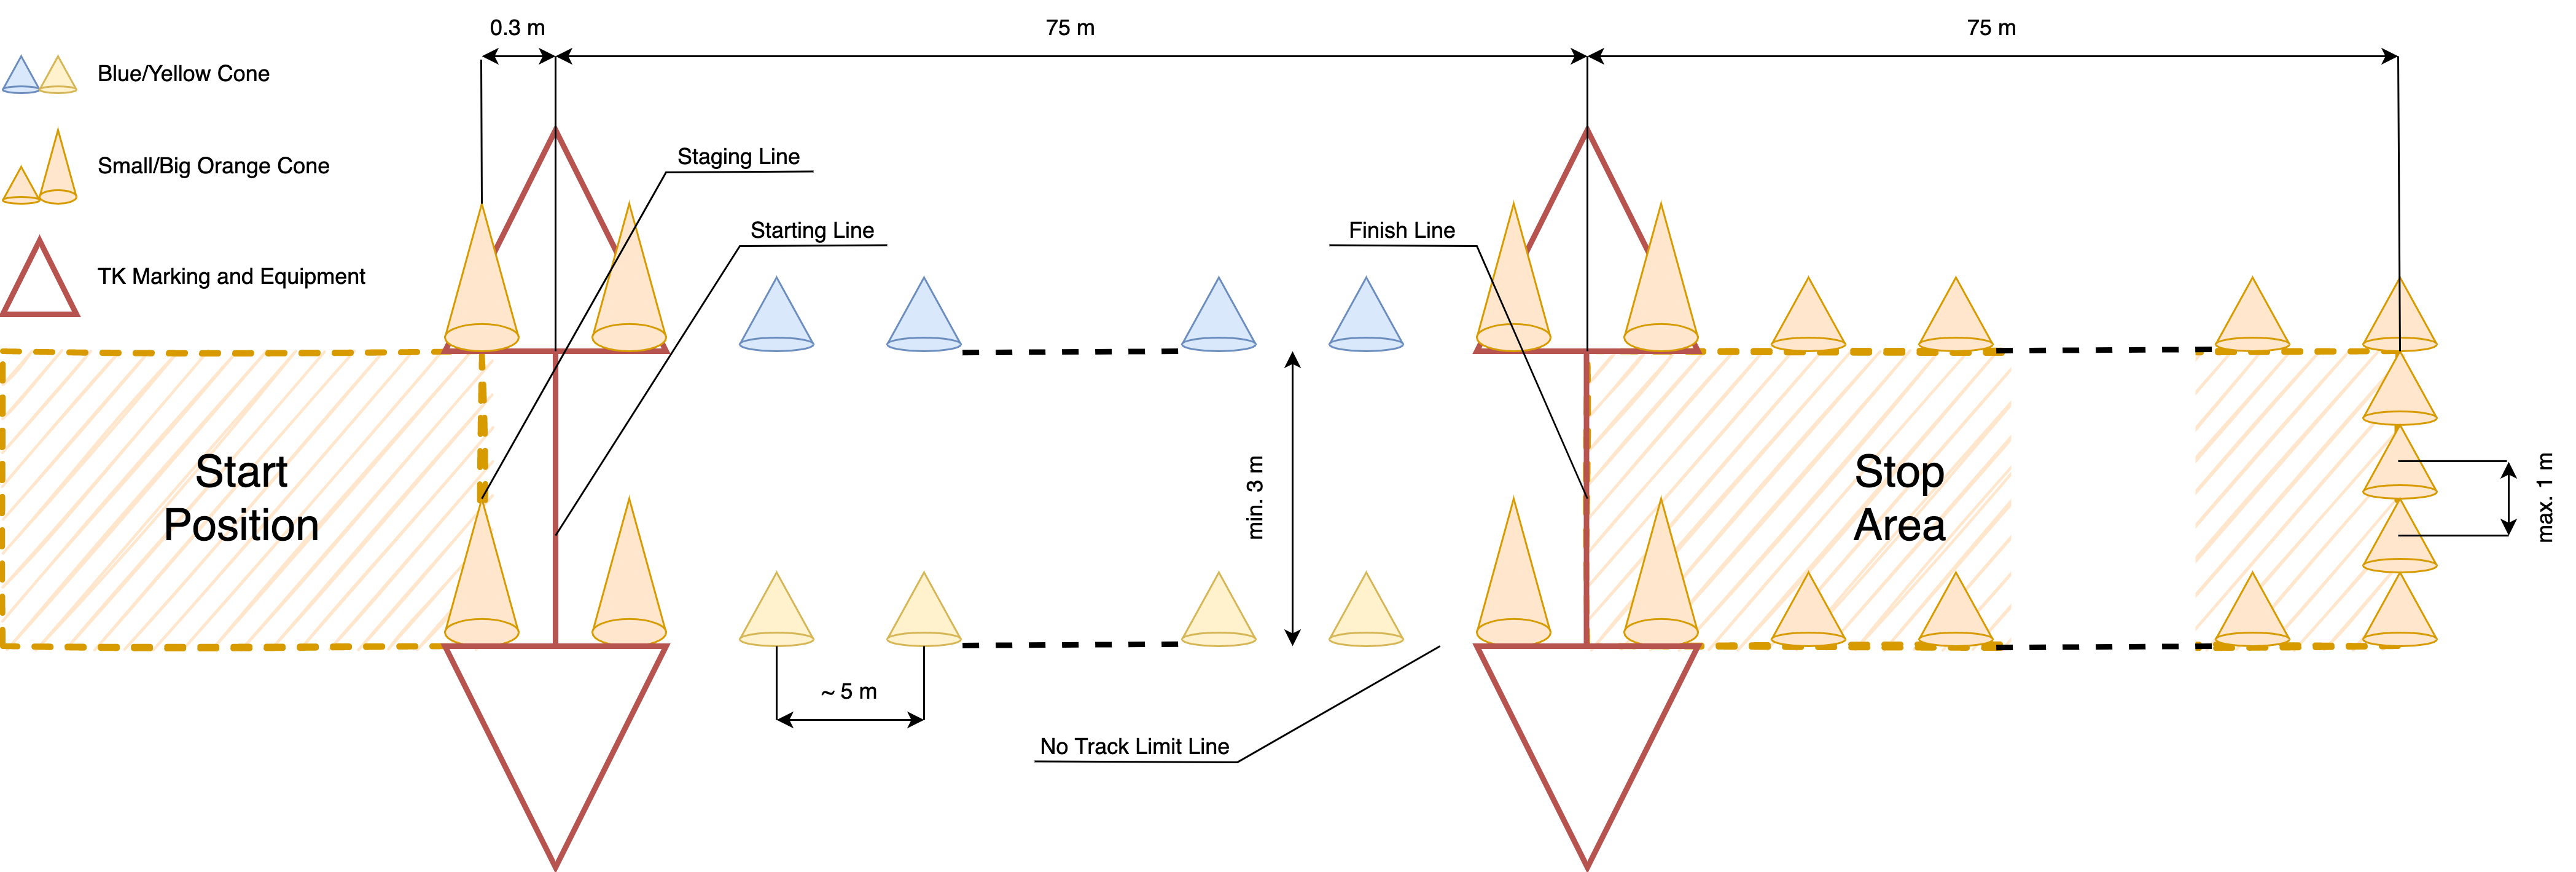 0.3 m
75 m
75 m
Blue/Yellow Cone
Small/Big Orange Cone
TK Marking and Equipment
Staging Line
Starting Line
Finish Line
Start
Position
Stop
Area
min. 3 m
max. 1 m
~ 5 m
No Track Limit Line